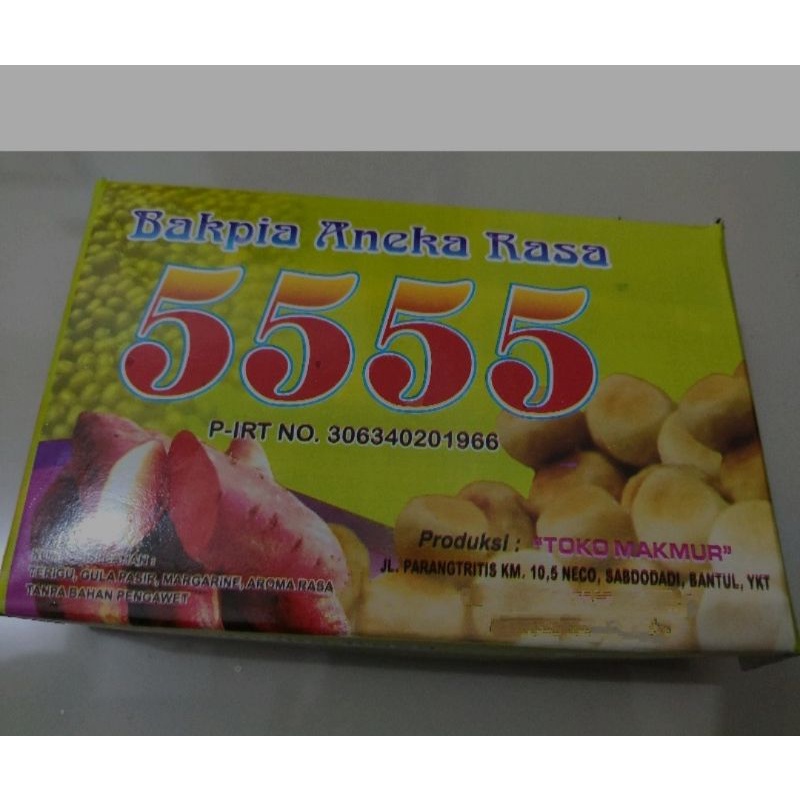 Bakpia Aneka Rasa
5555
P-IRT NO. 306340201966
Produksi : "TOKO MAKMUR"
JL. PARANGTRITIS KM. 10,5 NECO, SABDODADI, BANTUL, YKT
TERIGU, GULA PASIR, MARGARINE, AROMA RASA
TANPA BAHAN PENGAWET